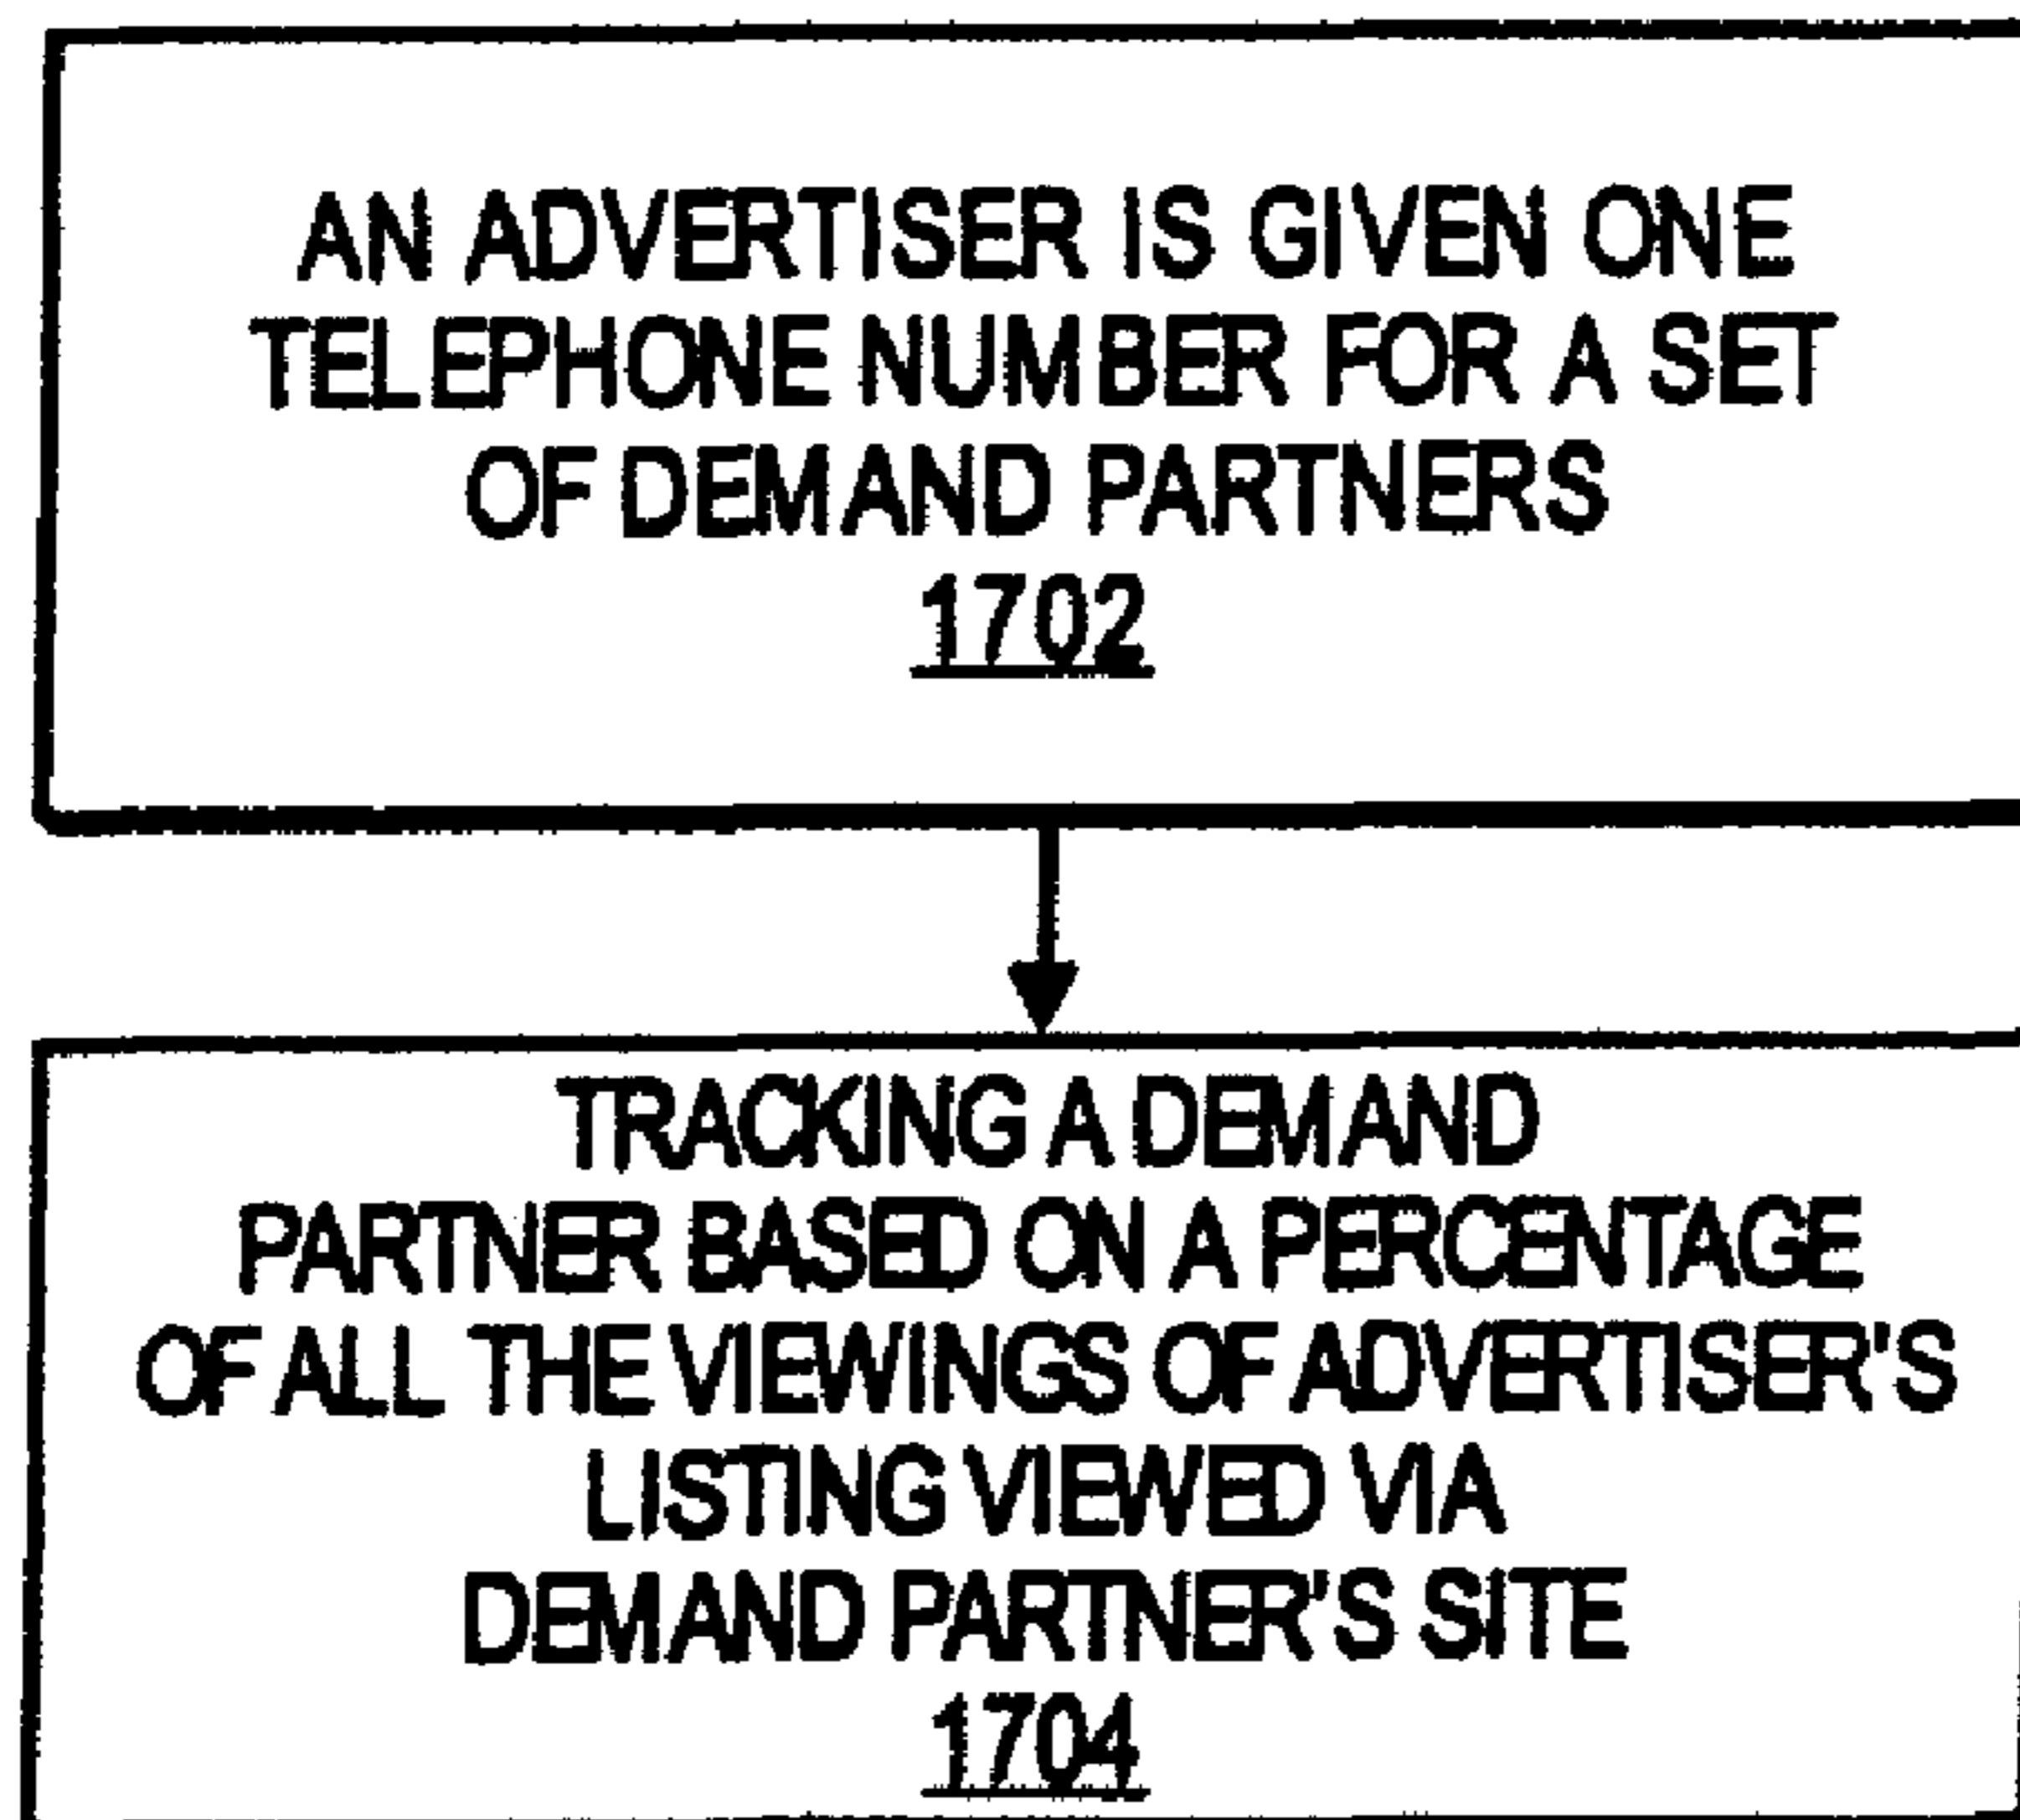 AN ADVERTISER IS GIVEN ONE
TELEPHONE NUMBER FOR A SET
OF DEMAND PARTNERS
1702
TRACKING A DEMAND
PARTNER BASED ON A PERCENTAGE
OF ALL THE VIEWINGS OF ADVERTISER'S
LISTING VIEWED VIA
DEMAND PARTNER'S SITE
1704